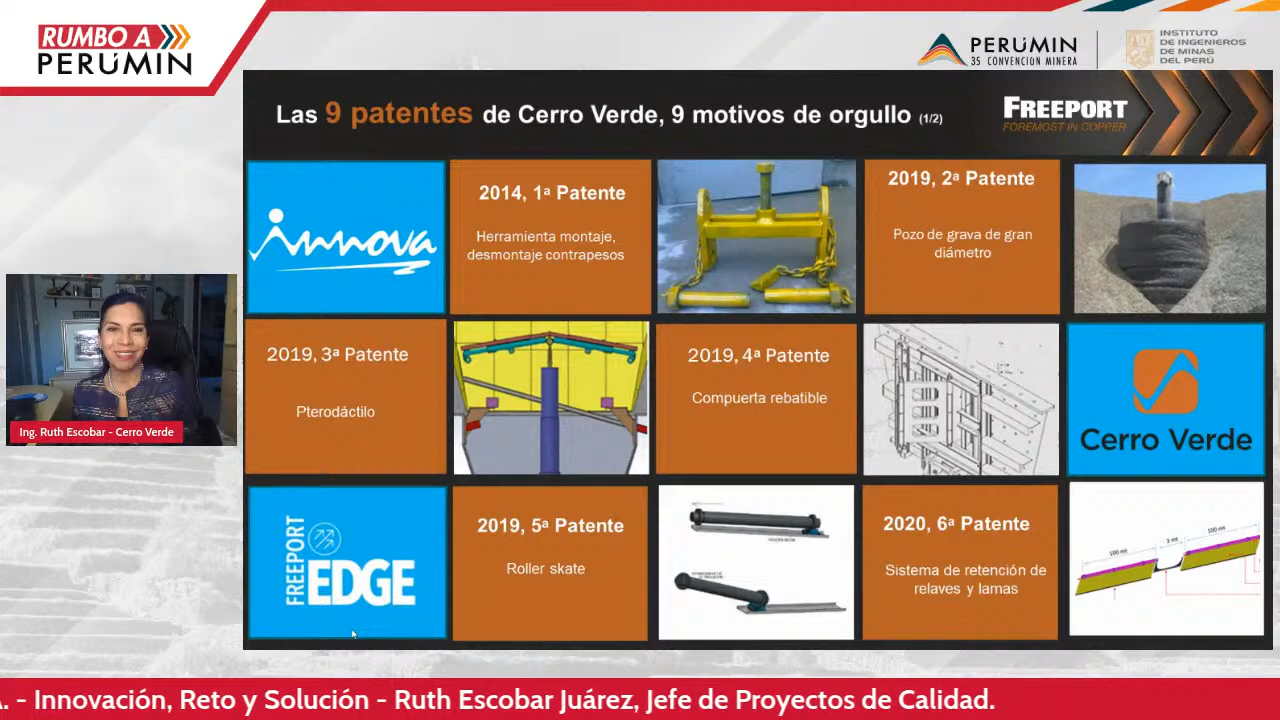 RUMBO A
PERÚMIN
PERÚMIN
35 CONVENCIÓN MINERA
INSTITUTO
DE INGENIEROS
DE MINAS
DEL PERÚ
Las 9 patentes de Cerro Verde, 9 motivos de orgullo (1/2)
FREEPORT
FOREMOST IN COPPER
innova
2014, 1ª Patente
Herramienta montaje,
desmontaje contrapesos
2019, 2ª Patente
Pozo de grava de gran
diámetro
2019, 3ª Patente
Pterodáctilo
2019, 4ª Patente
Compuerta rebatible
Cerro Verde
FREEPORT
EDGE
2019, 5ª Patente
Roller skate
2020, 6ª Patente
Sistema de retención de
relaves y lamas
100 mt
3 mt
100 mt
Ing. Ruth Escobar - Cerro Verde
. - Innovación, Reto y Solución - Ruth Escobar Juárez, Jefe de Proyectos de Calidad.